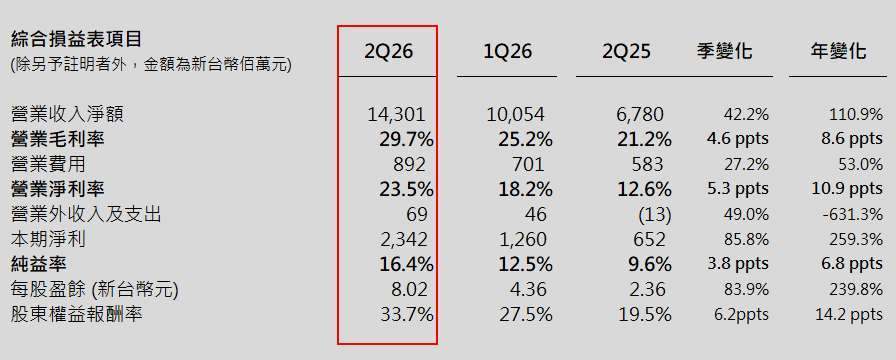 綜合損益表項目
(除另予註明者外，金額為新台幣佰萬元) 2Q26 1Q26 2Q25 季變化 年變化
營業收入淨額 14,301 10,054 6,780 42.2% 110.9%
營業毛利率 29.7% 25.2% 21.2% 4.6 ppts 8.6 ppts
營業費用 892 701 583 27.2% 53.0%
營業淨利率 23.5% 18.2% 12.6% 5.3 ppts 10.9 ppts
營業外收入及支出 69 46 (13) 49.0% -631.3%
本期淨利 2,342 1,260 652 85.8% 259.3%
純益率 16.4% 12.5% 9.6% 3.8 ppts 6.8 ppts
每股盈餘 (新台幣元) 8.02 4.36 2.36 83.9% 239.8%
股東權益報酬率 33.7% 27.5% 19.5% 6.2ppts 14.2 ppts